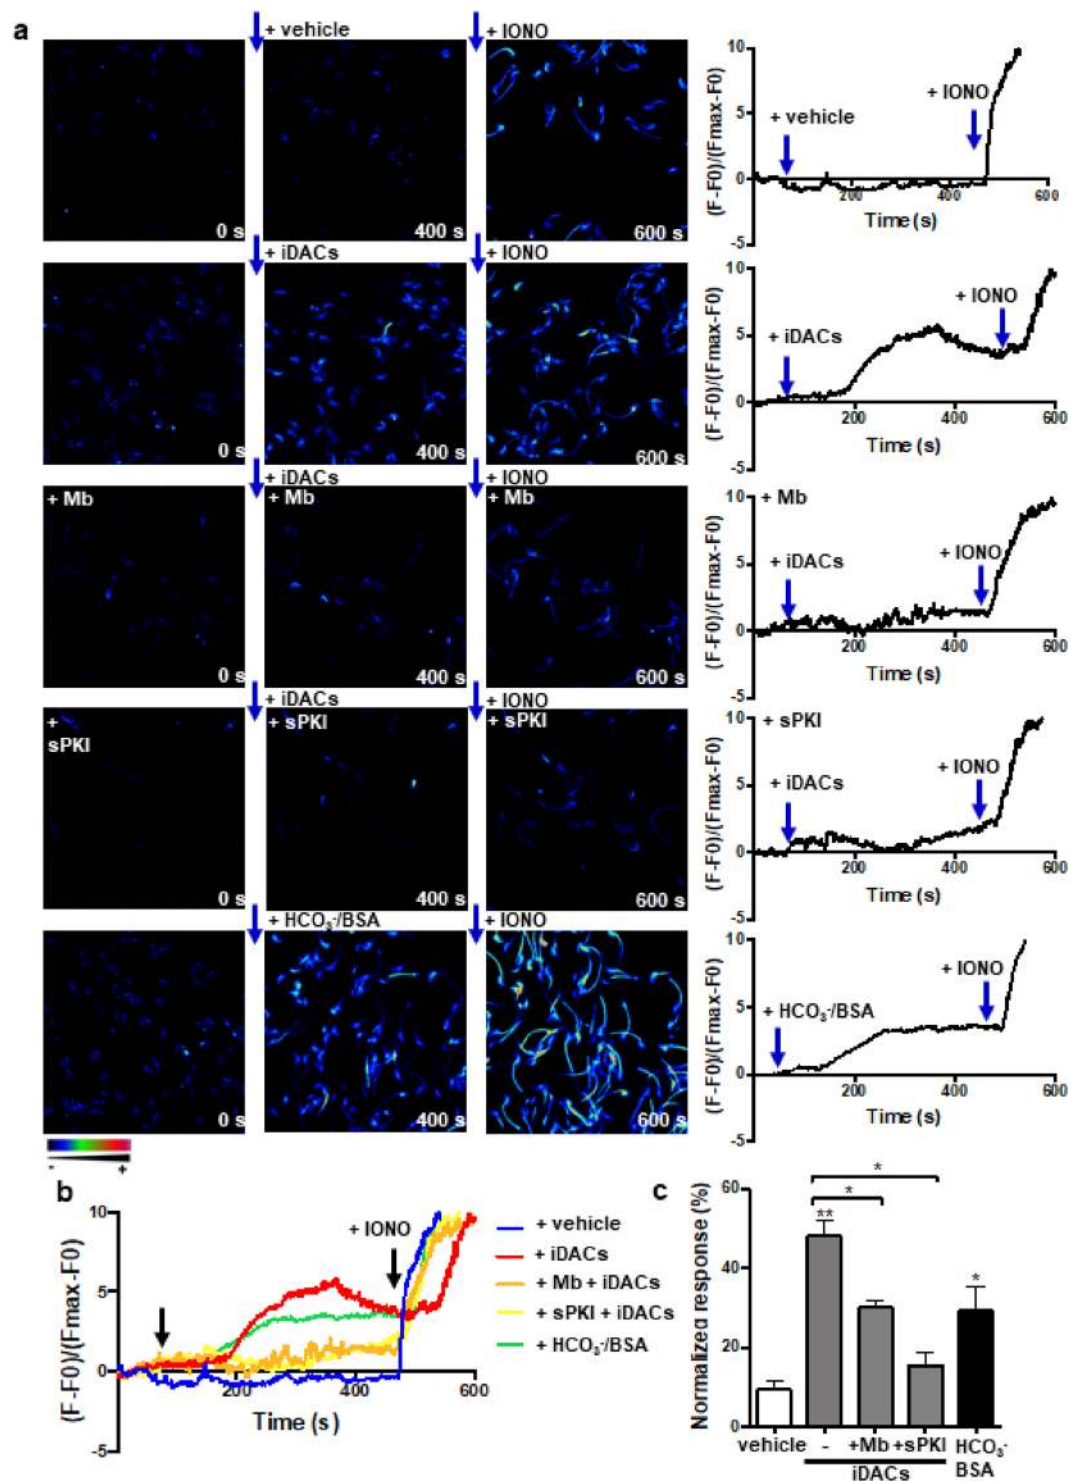 a
+ vehicle
+ IONO
0 s
400 s
600 s
(F-F0)/(Fmax-F0)
10
5
0
-5
+ vehicle
+ IONO
200
400
600
Time (s)
+ iDACs
+ IONO
0 s
400 s
600 s
(F-F0)/(Fmax-F0)
10
5
0
-5
+ iDACs
+ IONO
200
400
600
Time (s)
+ iDACs
+ IONO
+ Mb
+ Mb
+ Mb
0 s
400 s
600 s
(F-F0)/(Fmax-F0)
10
5
0
-5
+ Mb
+ iDACs
+ IONO
200
400
600
Time (s)
+ iDACs
+ IONO
+
sPKI
+ sPKI
+ sPKI
0 s
400 s
600 s
(F-F0)/(Fmax-F0)
10
5
0
-5
+ sPKI
+ iDACs
+ IONO
200
400
600
Time (s)
+ HCO₃⁻/BSA
+ IONO
0 s
400 s
600 s
(F-F0)/(Fmax-F0)
10
5
0
-5
+ HCO₃⁻/BSA
+ IONO
200
400
600
Time (s)
- +
b
(F-F0)/(Fmax-F0)
10
5
0
-5
+ IONO
200
400
600
Time (s)
+ vehicle
+ iDACs
+ Mb + iDACs
+ sPKI + iDACs
+ HCO₃⁻/BSA
c
Normalized response (%)
60
40
20
0
*
*
**
*
vehicle - +Mb +sPKI HCO₃⁻
iDACs BSA